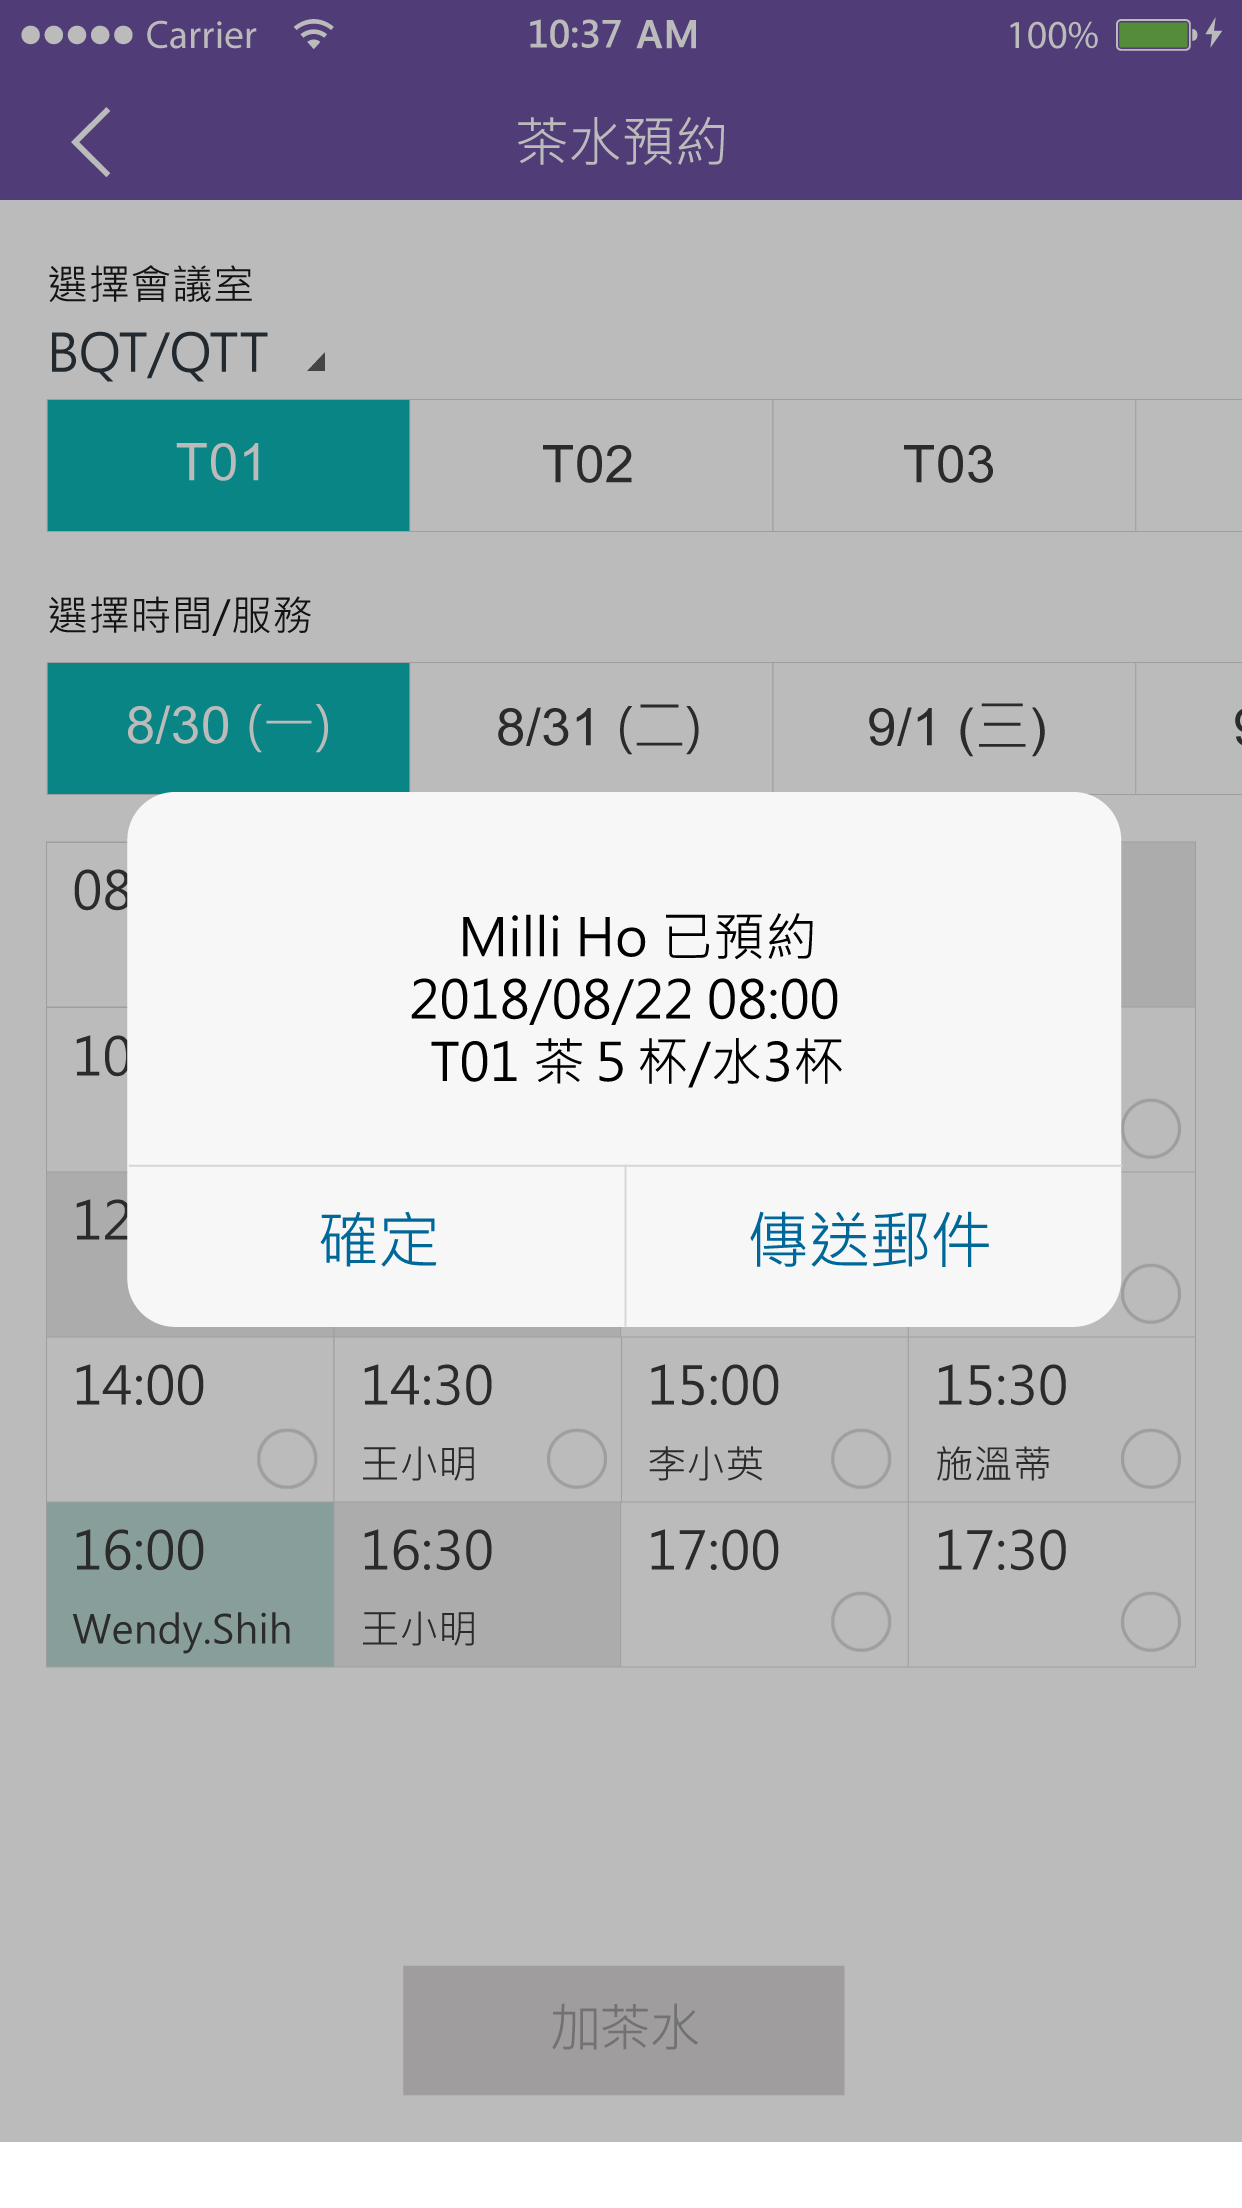 Carrier 10:37 AM 100%
茶水預約
選擇會議室
BQT/QTT
T01 T02 T03
選擇時間/服務
8/30 (一) 8/31 (二) 9/1 (三)
08
10
12
Milli Ho 已預約
2018/08/22 08:00
T01 茶 5 杯/水3杯
確定 傳送郵件
14:00 14:30 15:00 15:30
王小明 李小英 施溫蒂
16:00 16:30 17:00 17:30
Wendy.Shih 王小明
加茶水